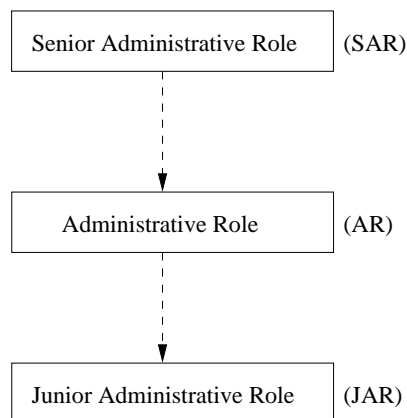 Senior Administrative Role (SAR)
Administrative Role (AR)
Junior Administrative Role (JAR)